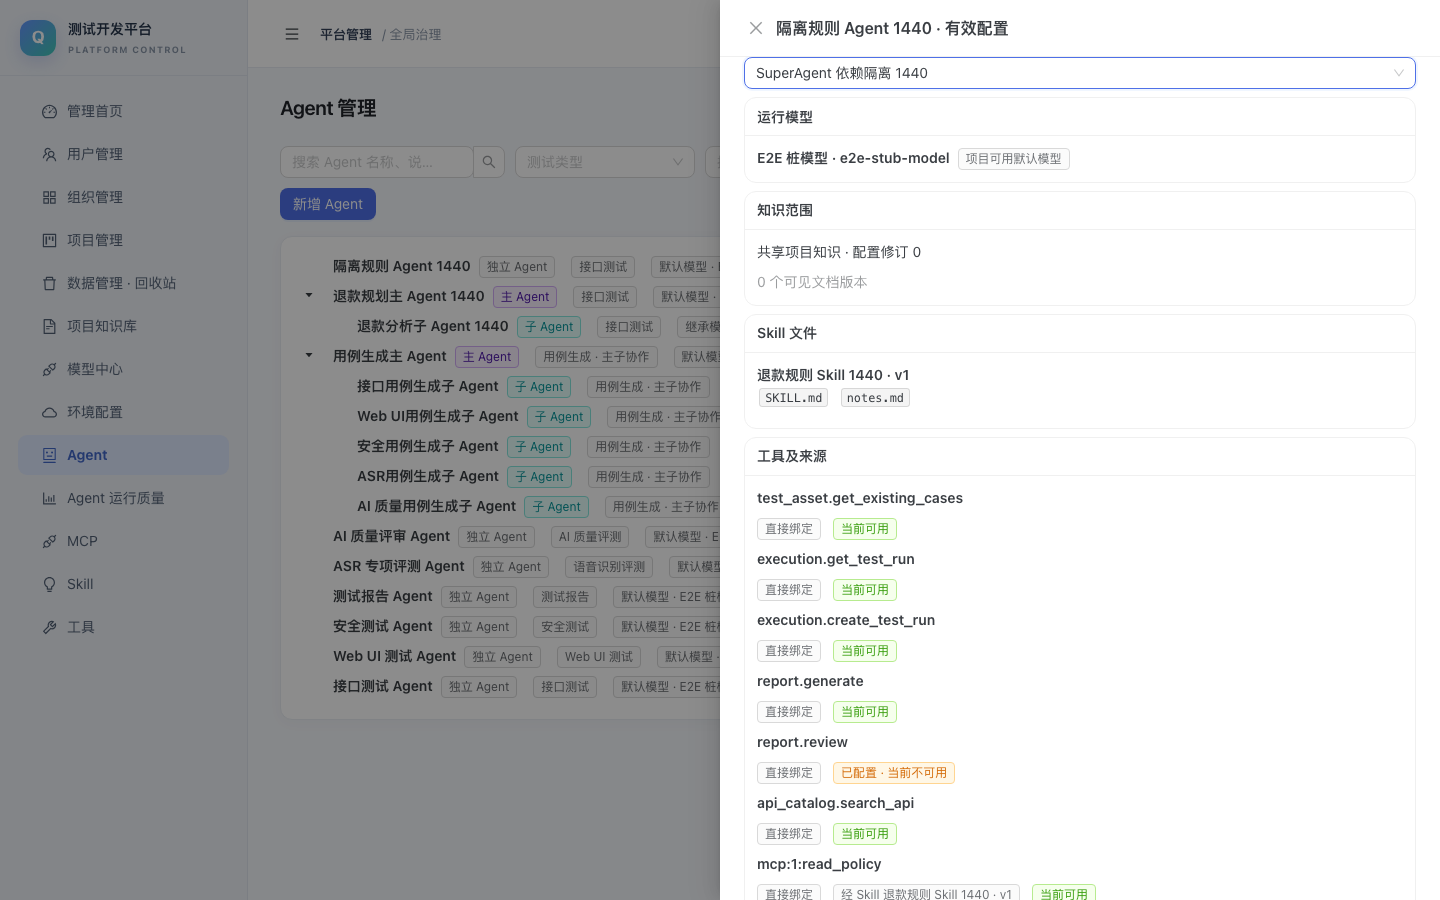 Q
测试开发平台
PLATFORM CONTROL
管理首页
用户管理
组织管理
项目管理
数据管理 · 回收站
项目知识库
模型中心
环境配置
Agent
Agent 运行质量
MCP
Skill
工具
平台管理 / 全局治理
Agent 管理
搜索 Agent 名称、说...
测试类型
新增 Agent
隔离规则 Agent 1440 独立 Agent 接口测试 默认模型 ·
退款规划主 Agent 1440 主 Agent 接口测试 默认模型 ·
退款分析子 Agent 1440 子 Agent 接口测试
用例生成主 Agent 主 Agent 用例生成 · 主子协作
接口用例生成子 Agent 子 Agent 用例生成 · 主子协作
Web UI用例生成子 Agent 子 Agent 用例生成 · 主子协作
安全用例生成子 Agent 子 Agent 用例生成 · 主子协作
ASR用例生成子 Agent 子 Agent 用例生成 · 主子协作
AI 质量用例生成子 Agent 子 Agent 用例生成 · 主子协作
AI 质量评审 Agent 独立 Agent AI 质量评测 默认模型 · E
ASR 专项评测 Agent 独立 Agent 语音识别评测
测试报告 Agent 独立 Agent 测试报告 默认模型 · E2E
安全测试 Agent 独立 Agent 安全测试 默认模型 · E2E
Web UI 测试 Agent 独立 Agent Web UI 测试 默认模型 ·
接口测试 Agent 独立 Agent 接口测试 默认模型 · E2E
隔离规则 Agent 1440 · 有效配置
SuperAgent 依赖隔离 1440
运行模型
E2E 桩模型 · e2e-stub-model 项目可用默认模型
知识范围
共享项目知识 · 配置修订 0
0 个可见文档版本
Skill 文件
退款规则 Skill 1440 · v1
SKILL.md notes.md
工具及来源
test_asset.get_existing_cases
直接绑定 当前可用
execution.get_test_run
直接绑定 当前可用
execution.create_test_run
直接绑定 当前可用
report.generate
直接绑定 当前可用
report.review
直接绑定 已配置 · 当前不可用
api_catalog.search_api
直接绑定 当前可用
mcp:1:read_policy
直接绑定 经 Skill 退款规则 Skill 1440 · v1 当前可用